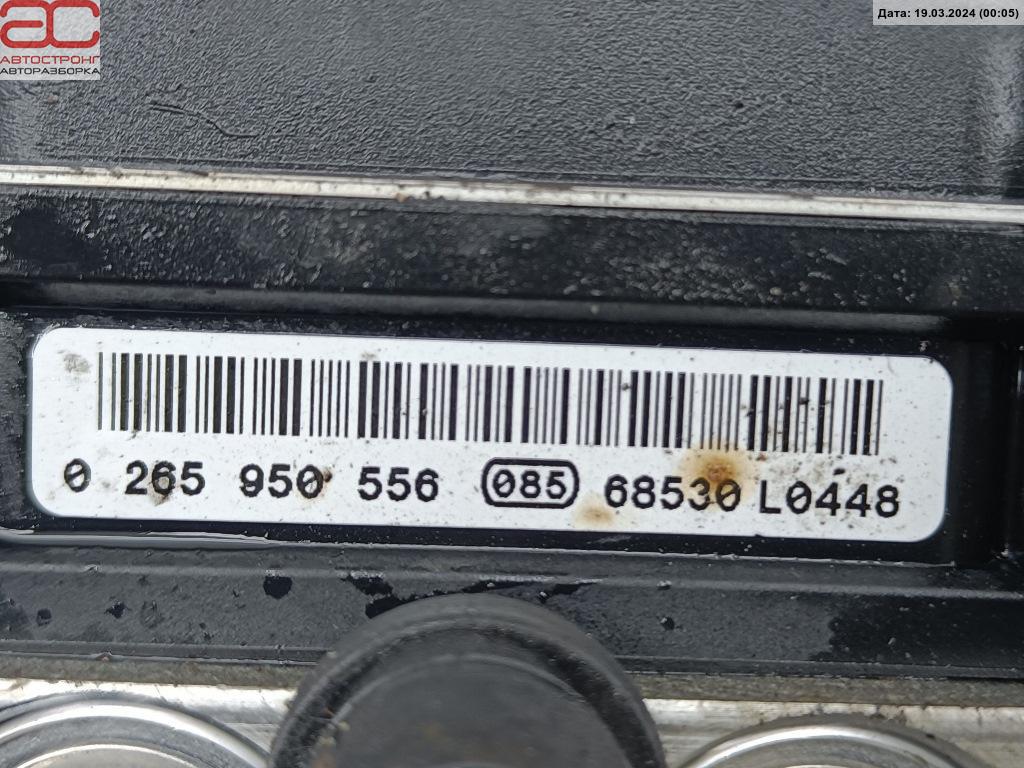 АС
АВТОСТРОНГ
АВТОРАЗБОРКА
Дата: 19.03.2024 (00:05)
0 265 950 556 085 68530 L0448